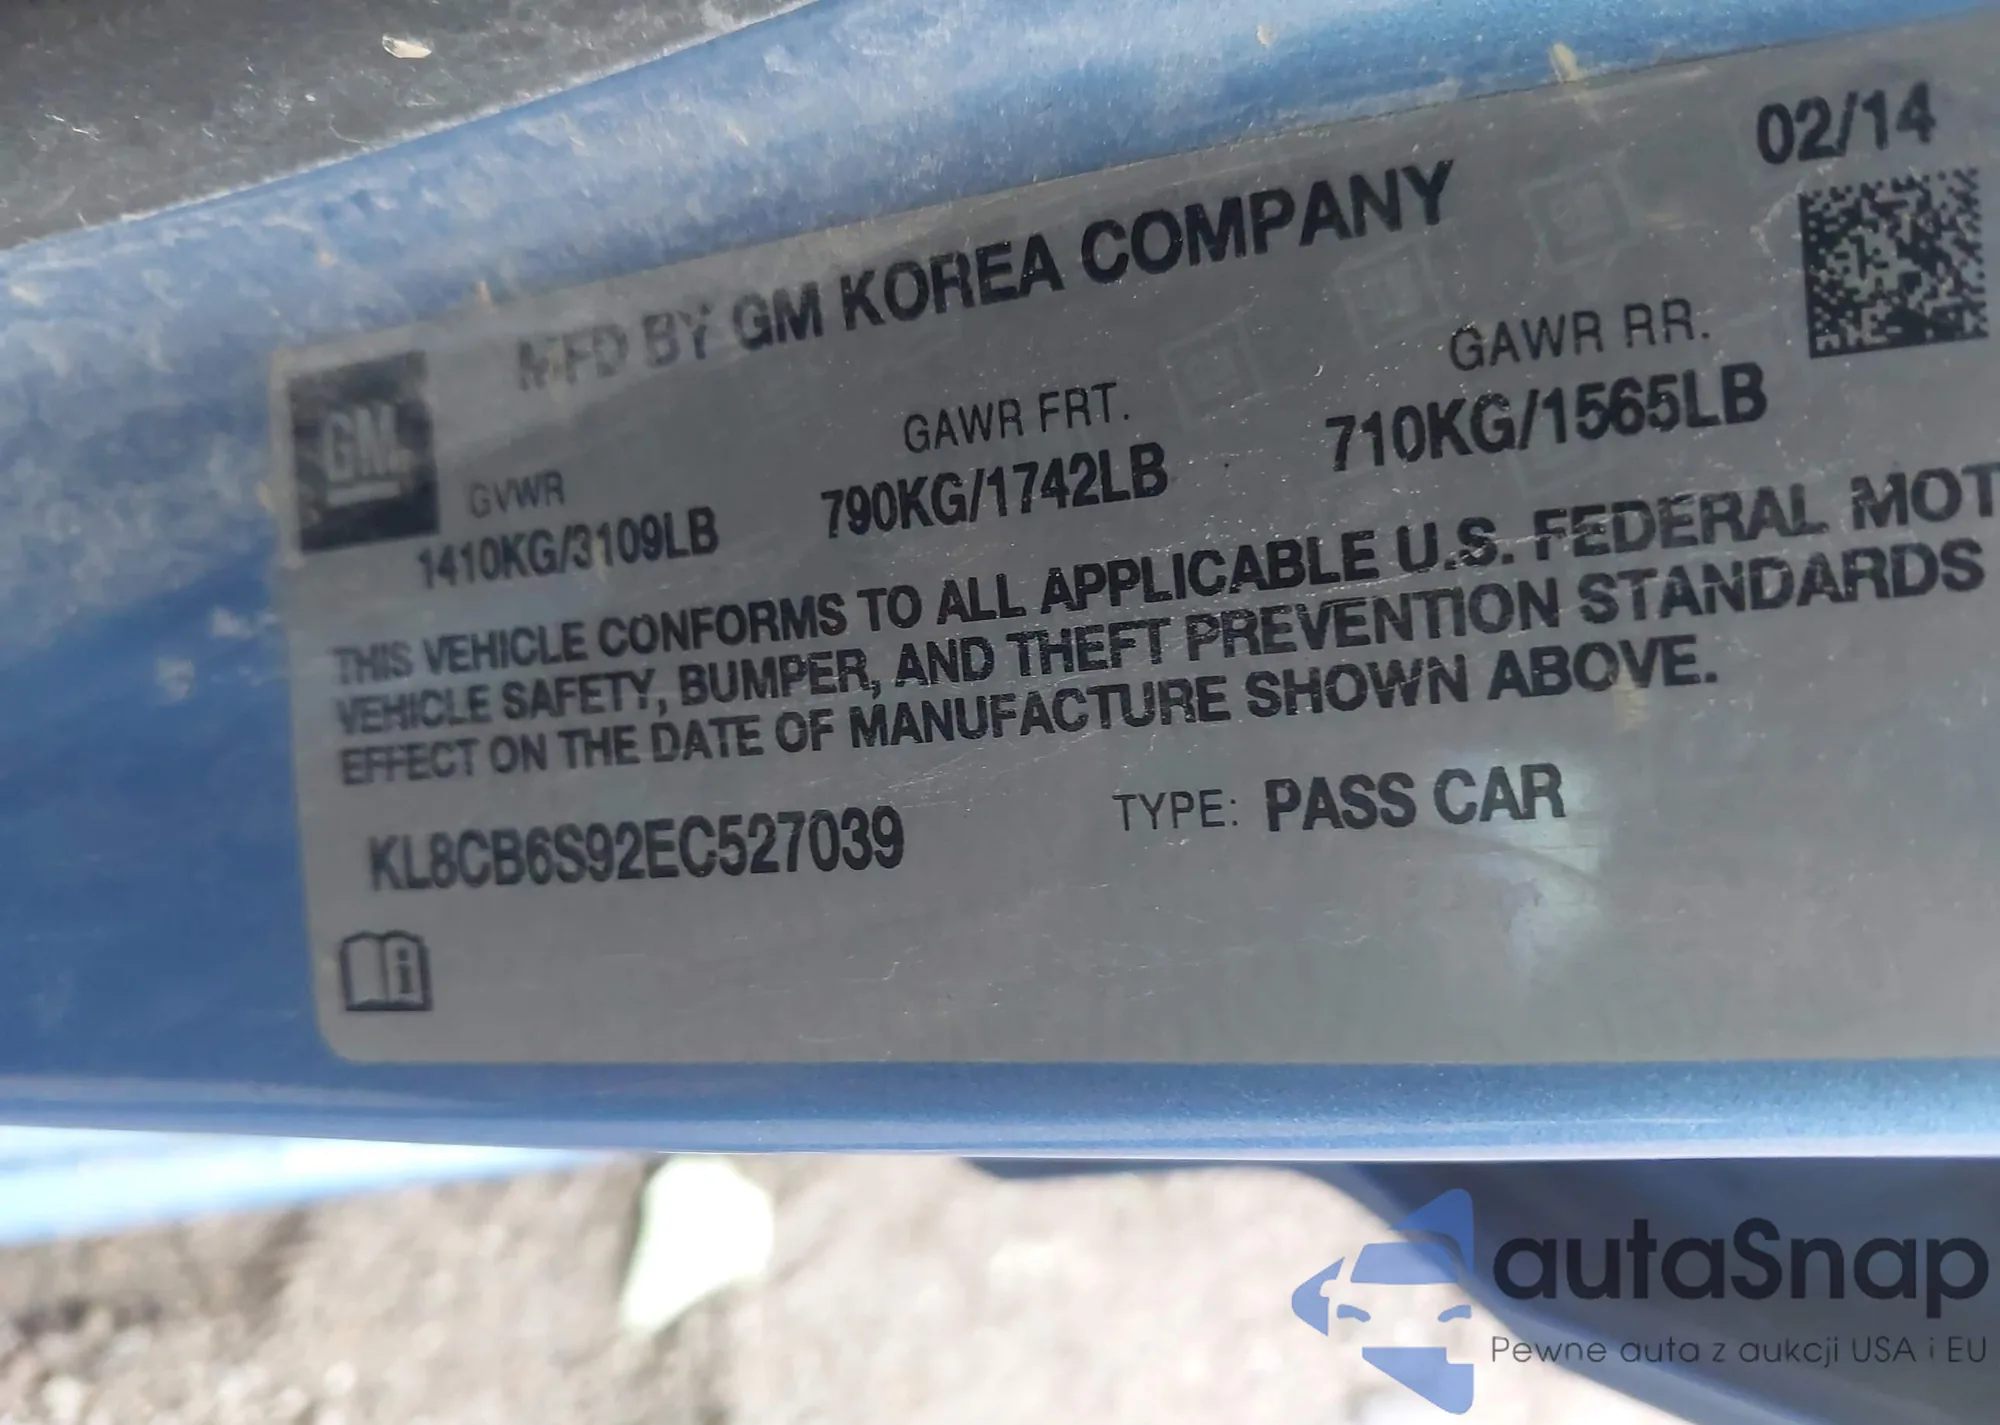 02/14
MFD BY GM KOREA COMPANY
GM
GVWR GAWR FRT. GAWR RR.
1410KG/3109LB 790KG/1742LB 710KG/1565LB
THIS VEHICLE CONFORMS TO ALL APPLICABLE U.S. FEDERAL MOT
VEHICLE SAFETY, BUMPER, AND THEFT PREVENTION STANDARDS
EFFECT ON THE DATE OF MANUFACTURE SHOWN ABOVE.
KL8CB6S92EC527039 TYPE: PASS CAR
i
autaSnap
Pewne auta z aukcji USA i EU